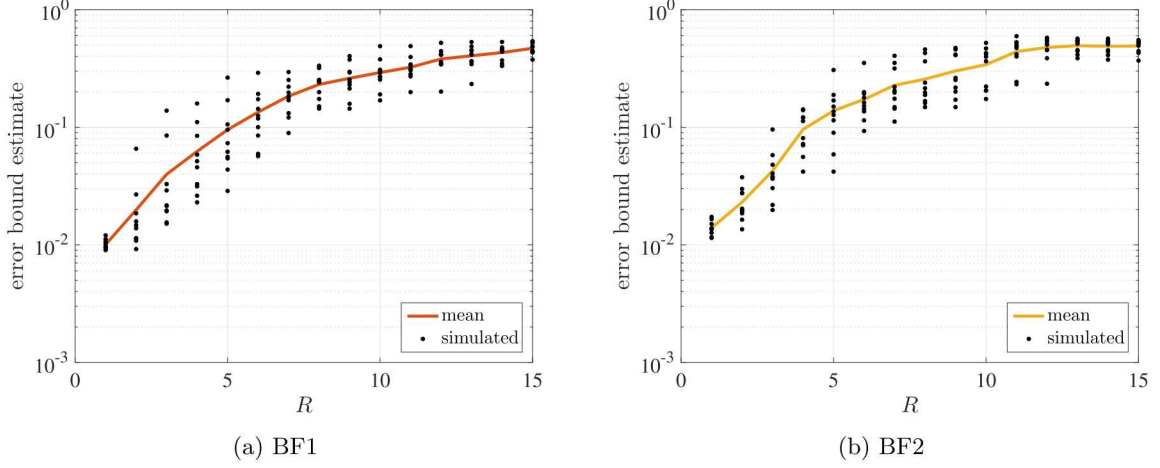 10^0
10^-1
10^-2
10^-3
error bound estimate
mean
simulated
0
5
10
15
R
(a) BF1
10^0
10^-1
10^-2
10^-3
error bound estimate
mean
simulated
0
5
10
15
R
(b) BF2